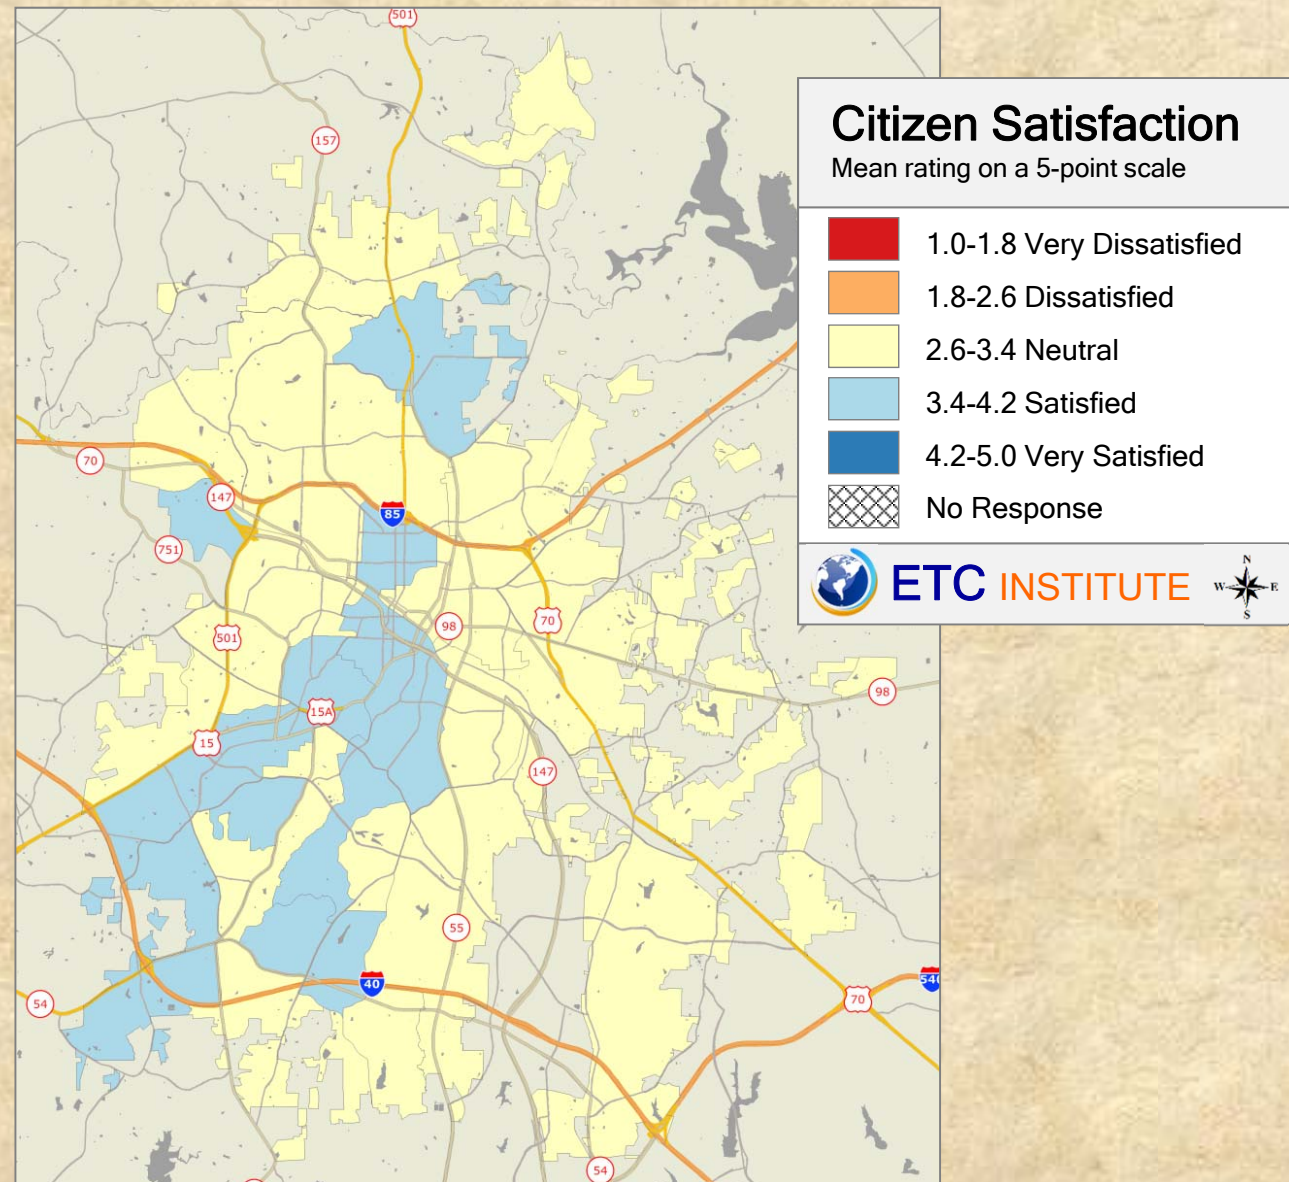 501
157
Citizen Satisfaction
Mean rating on a 5-point scale
1.0-1.8 Very Dissatisfied
1.8-2.6 Dissatisfied
2.6-3.4 Neutral
3.4-4.2 Satisfied
4.2-5.0 Very Satisfied
No Response
ETC INSTITUTE
N
W E
S
70
147
85
751
501
98
70
15A
15
98
147
55
40
54
70
540
54